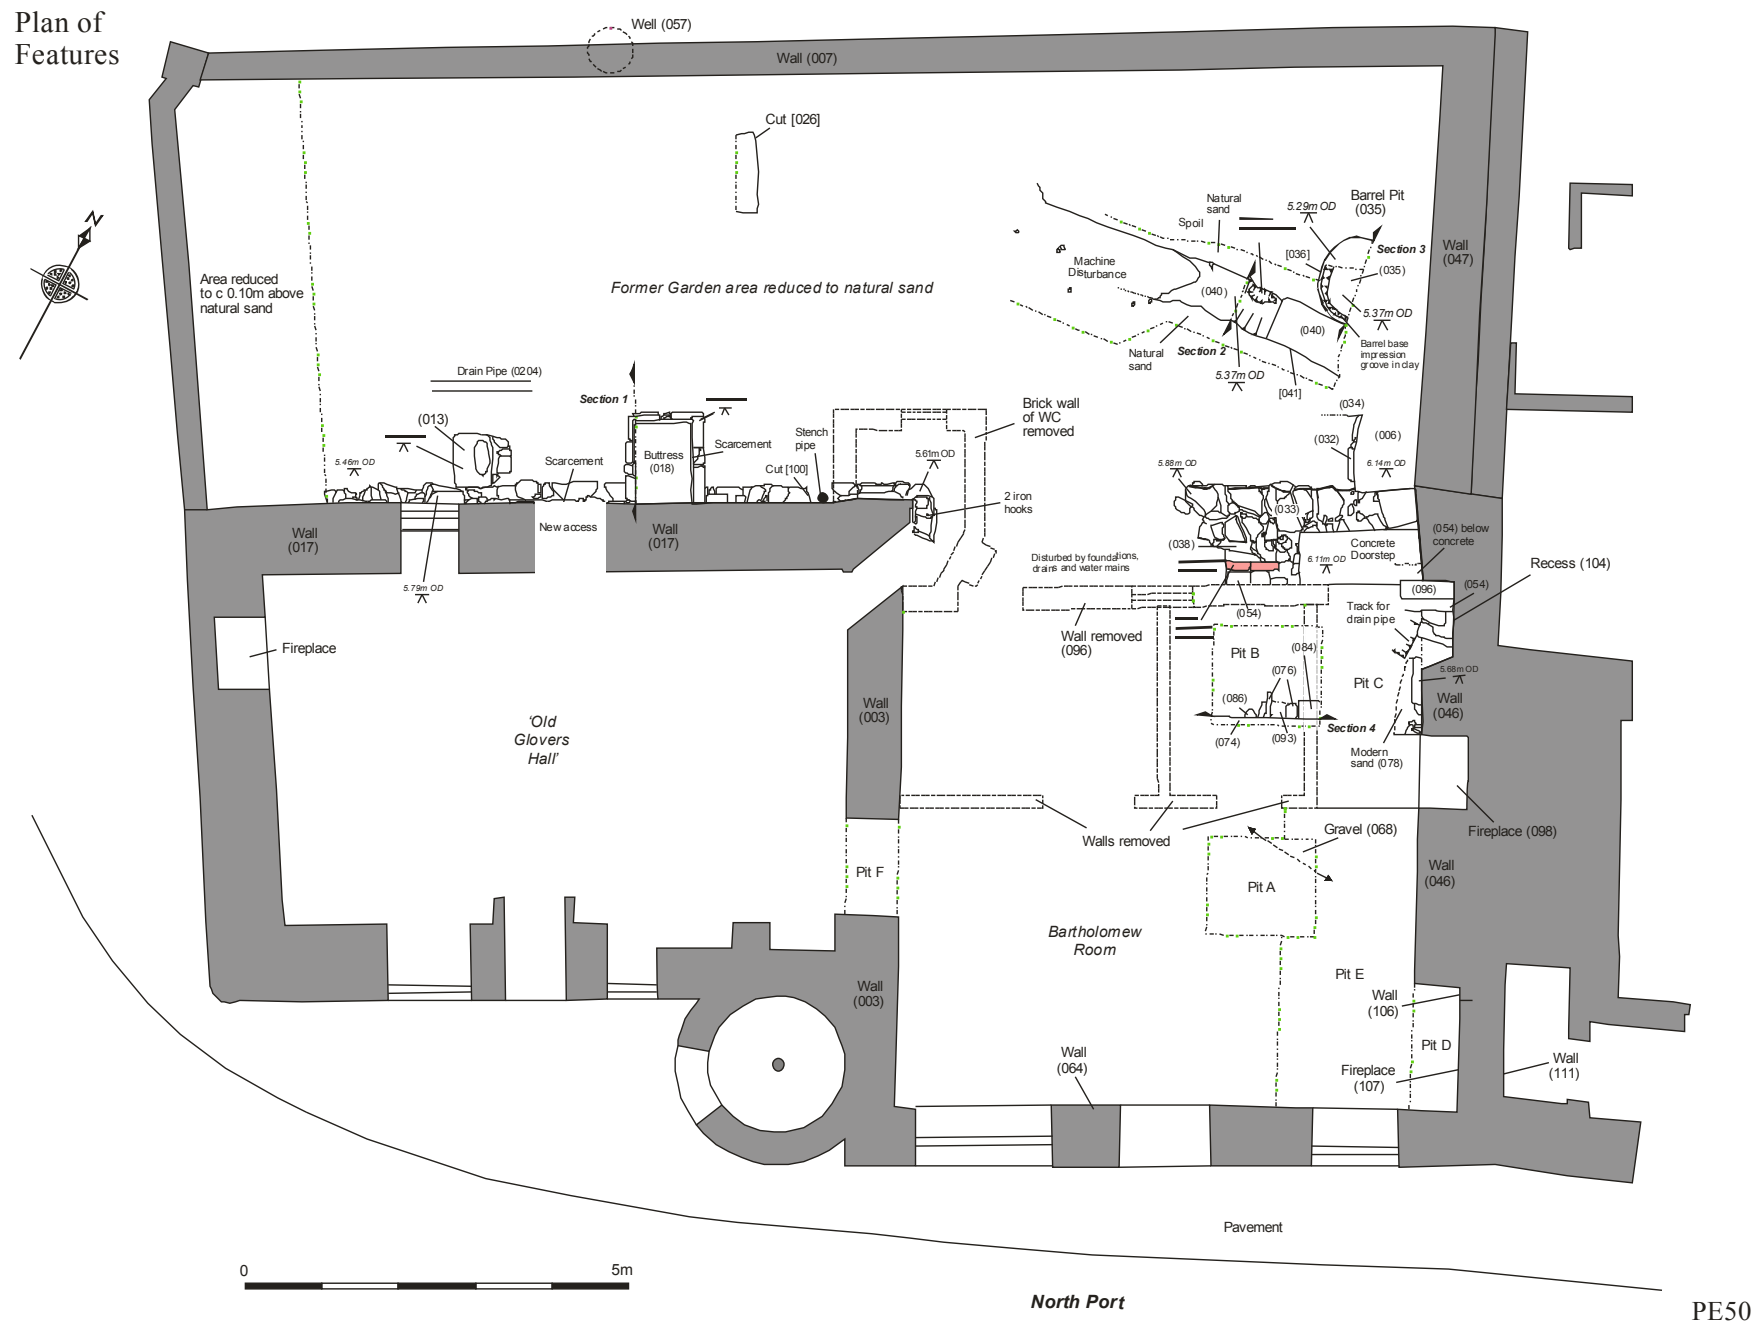 Plan of
Features
Well (057)
Wall (007)
Cut [026]
N
Area reduced
to c 0.10m above
natural sand
Former Garden area reduced to natural sand
Natural
sand
Spoil
5.29m OD
Barrel Pit
(035)
Section 3
[036]
(035)
Wall
(047)
Machine
Disturbance
(040)
(040)
5.37m OD
Natural
sand
Section 2
5.37m OD
[041]
Barrel base
impression
groove in clay
Drain Pipe (0204)
Section 1
(013)
5.46m OD
Scarcement
Buttress
(018)
Scarcement
Stench
pipe
Cut [100]
Brick wall
of WC
removed
5.61m OD
2 iron
hooks
(034)
(032)
(006)
5.88m OD
6.14m OD
(033)
(038)
Wall
(017)
New access
Wall
(017)
5.79m OD
Disturbed by foundations,
drains and water mains
6.11m OD
Concrete
Doorstep
(054) below
concrete
Recess (104)
(096)
(054)
(054)
Track for
drain pipe
Wall removed
(096)
Fireplace
Pit B
(084)
(076)
(086)
Pit C
5.68m OD
Wall
(046)
(074)
(093)
Section 4
Modern
sand (078)
'Old
Glovers
Hall'
Wall
(003)
Walls removed
Gravel (068)
Fireplace (098)
Pit F
Pit A
Wall
(046)
Bartholomew
Room
Pit E
Wall
(003)
Wall
(106)
Pit D
Wall
(064)
Fireplace
(107)
Wall
(111)
Pavement
0
5m
North Port
PE50